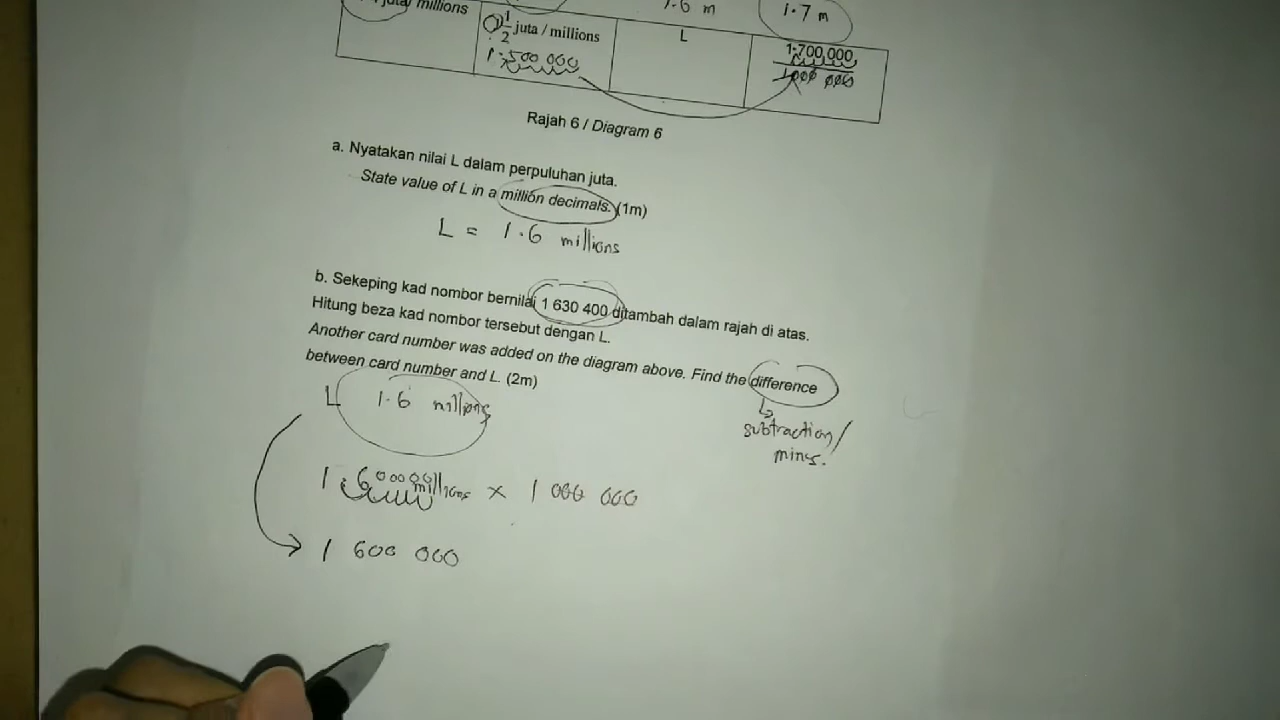 1.6 m
1.7 m
juta/ millions
1 1/2 juta / millions
1.500 000
L
1.700,000
1000 000
Rajah 6 / Diagram 6
a. Nyatakan nilai L dalam perpuluhan juta.
State value of L in a million decimals. (1m)
L = 1.6 millions
b. Sekeping kad nombor bernilai 1 630 400 ditambah dalam rajah di atas.
Hitung beza kad nombor tersebut dengan L.
Another card number was added on the diagram above. Find the difference
between card number and L. (2m)
subtraction/
minus.
L 1.6 millions
1.600000 millions x 1 000 000
1 600 000